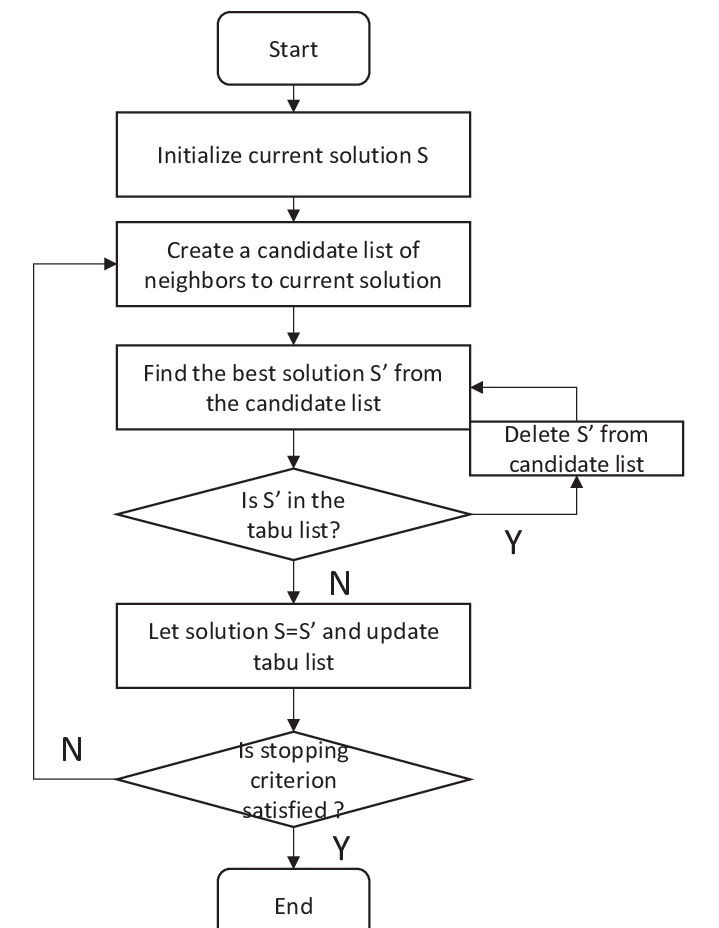 Start
Initialize current solution S
Create a candidate list of
neighbors to current solution
Find the best solution S’ from
the candidate list
Delete S’ from
candidate list
Is S’ in the
tabu list?
Y
N
Let solution S=S’ and update
tabu list
N
Is stopping
criterion
satisfied ?
Y
End